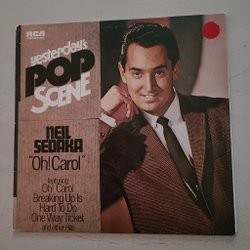 RCA
yesterday's
POP
SCENE
NEIL
SEDAKA
"Oh! Carol"
featuring
Oh! Carol
Breaking Up Is
Hard To Do
One Way Ticket
and other Hits